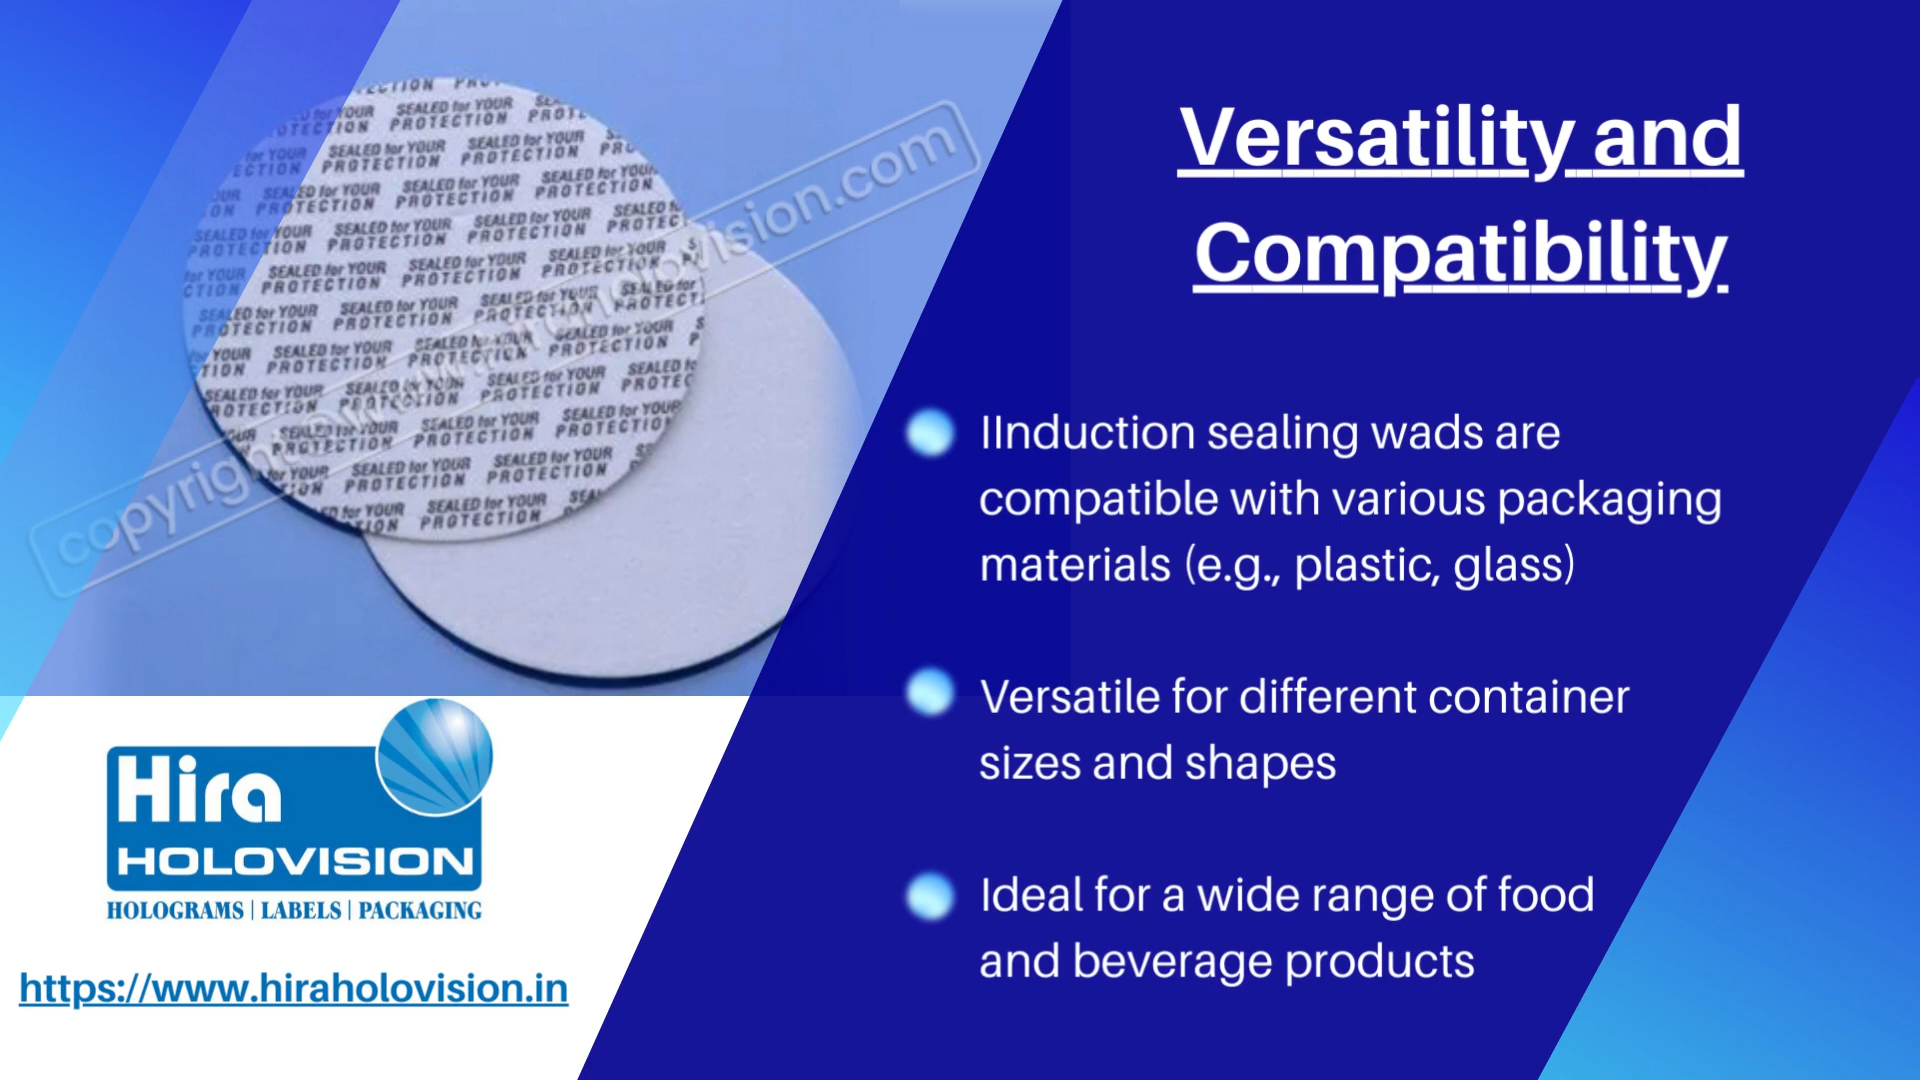 Versatility and
Compatibility
IInduction sealing wads are
compatible with various packaging
materials (e.g., plastic, glass)
Versatile for different container
sizes and shapes
Ideal for a wide range of food
and beverage products
SEALED for YOUR
PROTECTION
Hira
HOLOVISION
HOLOGRAMS | LABELS | PACKAGING
https://www.hiraholovision.in